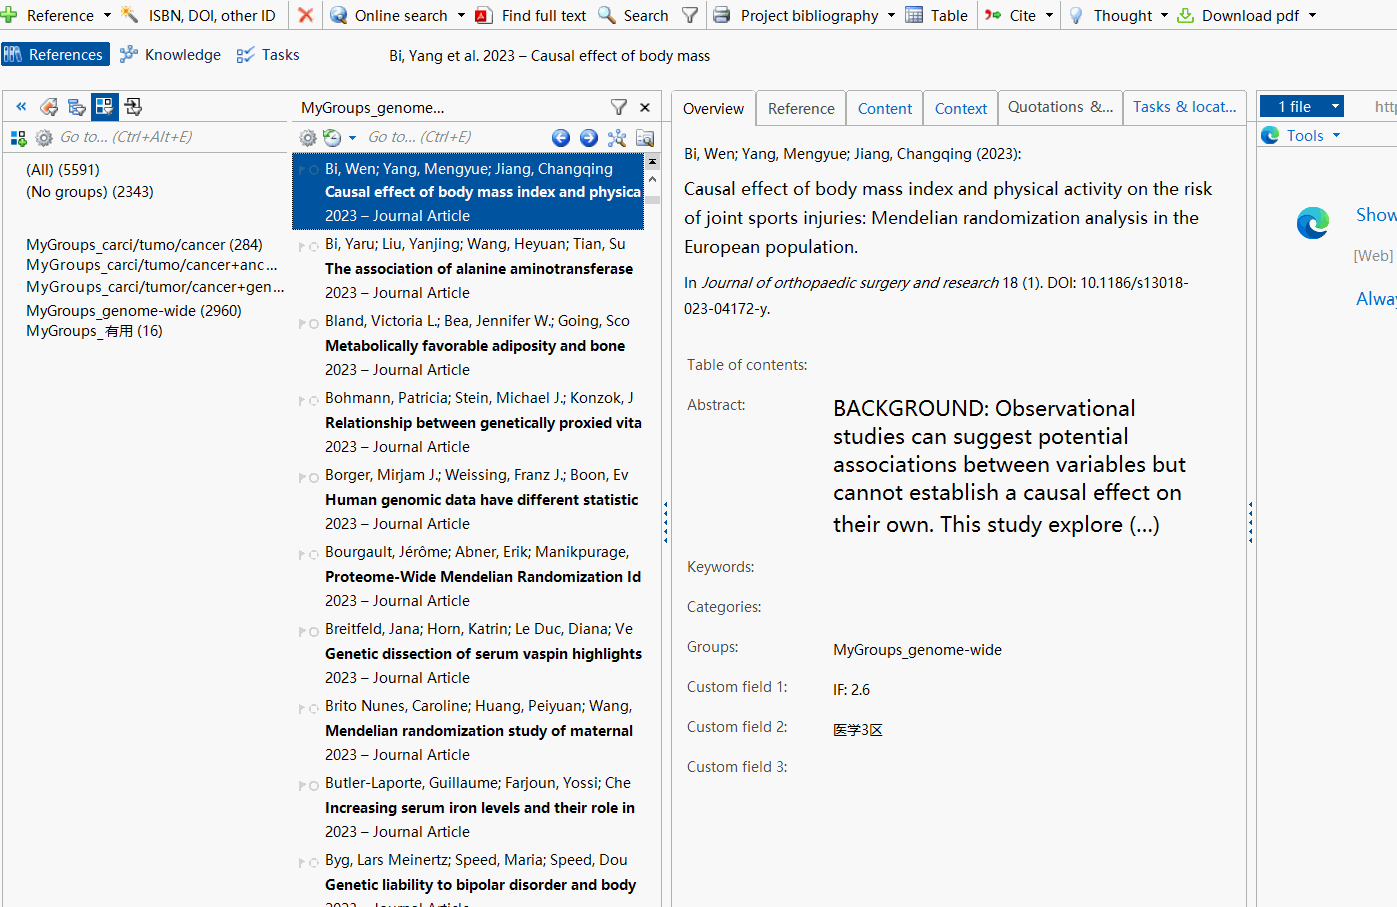 Reference ISBN, DOI, other ID Online search Find full text Search Project bibliography Table Cite Thought Download pdf
References Knowledge Tasks Bi, Yang et al. 2023 – Causal effect of body mass
Go to... (Ctrl+Alt+E)
(All) (5591)
(No groups) (2343)
MyGroups_carci/tumo/cancer (284)
MyGroups_carci/tumo/cancer+anc...
MyGroups_carci/tumor/cancer+gen...
MyGroups_genome-wide (2960)
MyGroups_有用 (16)
MyGroups_genome...
Go to... (Ctrl+E)
Bi, Wen; Yang, Mengyue; Jiang, Changqing
Causal effect of body mass index and physica
2023 – Journal Article
Bi, Yaru; Liu, Yanjing; Wang, Heyuan; Tian, Su
The association of alanine aminotransferase
2023 – Journal Article
Bland, Victoria L.; Bea, Jennifer W.; Going, Sco
Metabolically favorable adiposity and bone
2023 – Journal Article
Bohmann, Patricia; Stein, Michael J.; Konzok, J
Relationship between genetically proxied vita
2023 – Journal Article
Borger, Mirjam J.; Weissing, Franz J.; Boon, Ev
Human genomic data have different statistic
2023 – Journal Article
Bourgault, Jérôme; Abner, Erik; Manikpurage,
Proteome-Wide Mendelian Randomization Id
2023 – Journal Article
Breitfeld, Jana; Horn, Katrin; Le Duc, Diana; Ve
Genetic dissection of serum vaspin highlights
2023 – Journal Article
Brito Nunes, Caroline; Huang, Peiyuan; Wang,
Mendelian randomization study of maternal
2023 – Journal Article
Butler-Laporte, Guillaume; Farjoun, Yossi; Che
Increasing serum iron levels and their role in
2023 – Journal Article
Byg, Lars Meinertz; Speed, Maria; Speed, Dou
Genetic liability to bipolar disorder and body
2023 – Journal Article
Overview Reference Content Context Quotations &... Tasks & locat...
Bi, Wen; Yang, Mengyue; Jiang, Changqing (2023):
Causal effect of body mass index and physical activity on the risk
of joint sports injuries: Mendelian randomization analysis in the
European population.
In Journal of orthopaedic surgery and research 18 (1). DOI: 10.1186/s13018-
023-04172-y.
Table of contents:
Abstract: BACKGROUND: Observational
studies can suggest potential
associations between variables but
cannot establish a causal effect on
their own. This study explore (...)
Keywords:
Categories:
Groups: MyGroups_genome-wide
Custom field 1: IF: 2.6
Custom field 2: 医学3区
Custom field 3:
1 file htt
Tools
Show
[Web]
Alway